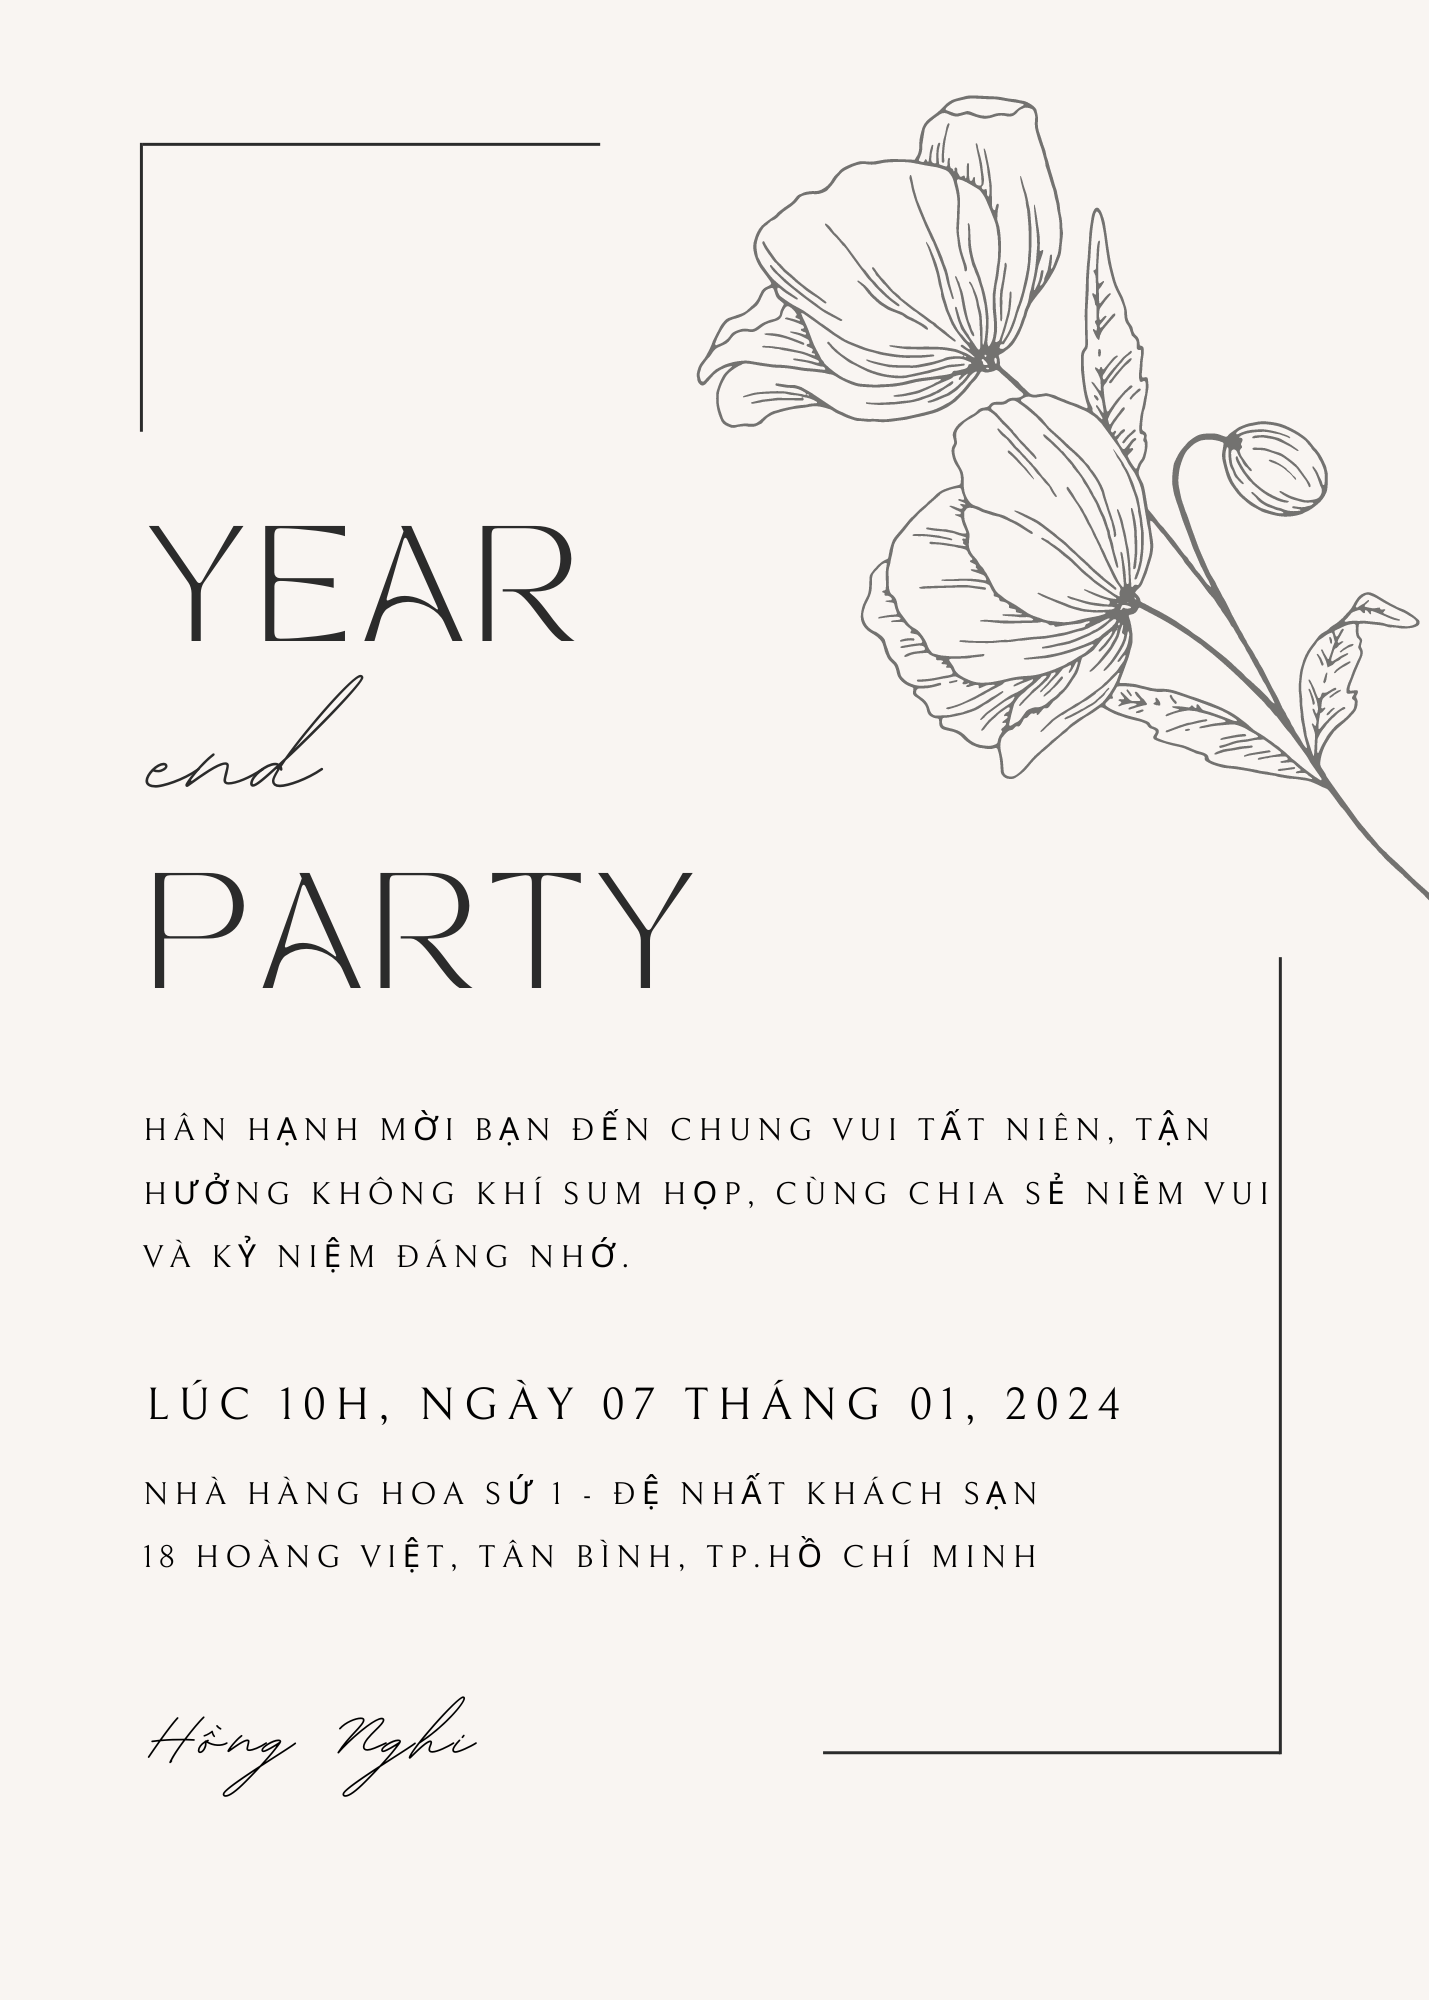 YEAR
end
PARTY
HÂN HẠNH MỜI BẠN ĐẾN CHUNG VUI TẤT NIÊN, TẬN
HƯỞNG KHÔNG KHÍ SUM HỌP, CÙNG CHIA SẺ NIỀM VUI
VÀ KỶ NIỆM ĐÁNG NHỚ.
LÚC 10H, NGÀY 07 THÁNG 01, 2024
NHÀ HÀNG HOA SỨ 1 - ĐỆ NHẤT KHÁCH SẠN
18 HOÀNG VIỆT, TÂN BÌNH, TP.HỒ CHÍ MINH
Hồng Nghi